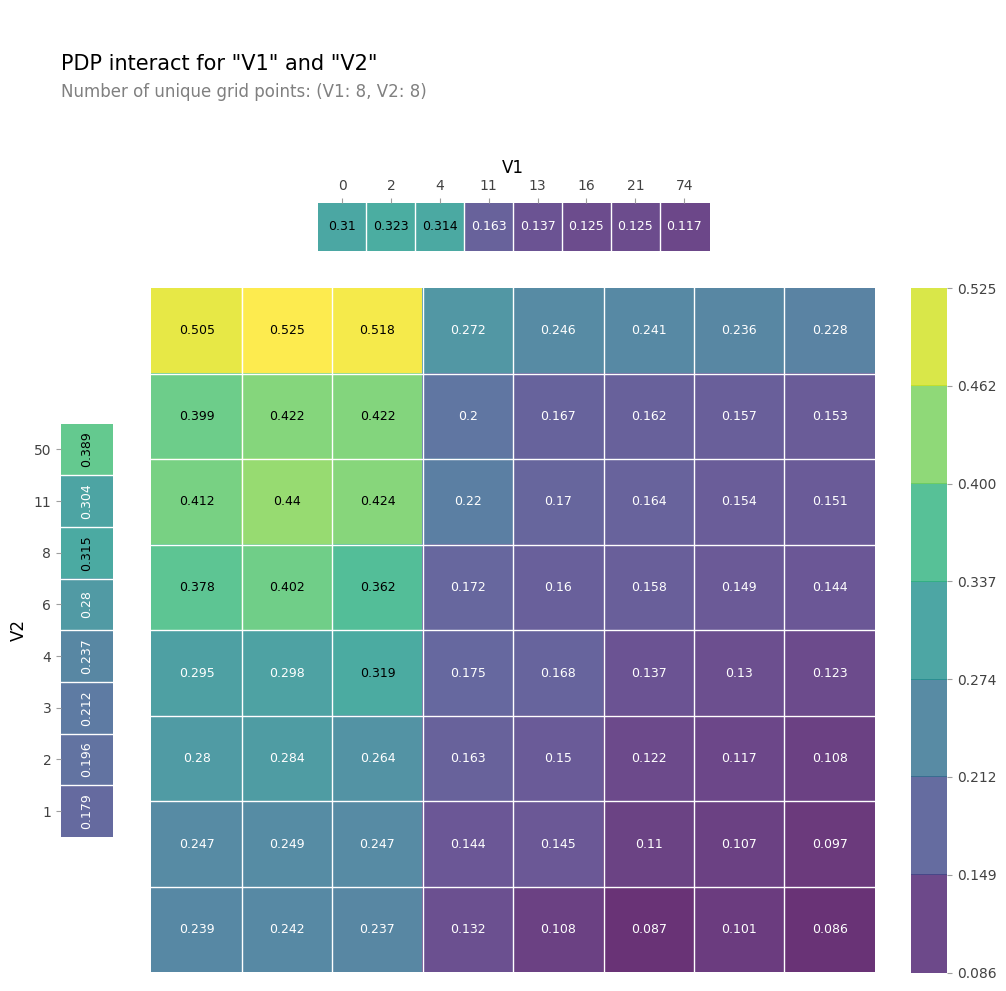 PDP interact for "V1" and "V2"
Number of unique grid points: (V1: 8, V2: 8)
V1
0 2 4 11 13 16 21 74
0.31 0.323 0.314 0.163 0.137 0.125 0.125 0.117
V2
50 0.389
11 0.304
8 0.315
6 0.28
4 0.237
3 0.212
2 0.196
1 0.179
0.505 0.525 0.518 0.272 0.246 0.241 0.236 0.228
0.399 0.422 0.422 0.2 0.167 0.162 0.157 0.153
0.412 0.44 0.424 0.22 0.17 0.164 0.154 0.151
0.378 0.402 0.362 0.172 0.16 0.158 0.149 0.144
0.295 0.298 0.319 0.175 0.168 0.137 0.13 0.123
0.28 0.284 0.264 0.163 0.15 0.122 0.117 0.108
0.247 0.249 0.247 0.144 0.145 0.11 0.107 0.097
0.239 0.242 0.237 0.132 0.108 0.087 0.101 0.086
0.525
0.462
0.400
0.337
0.274
0.212
0.149
0.086